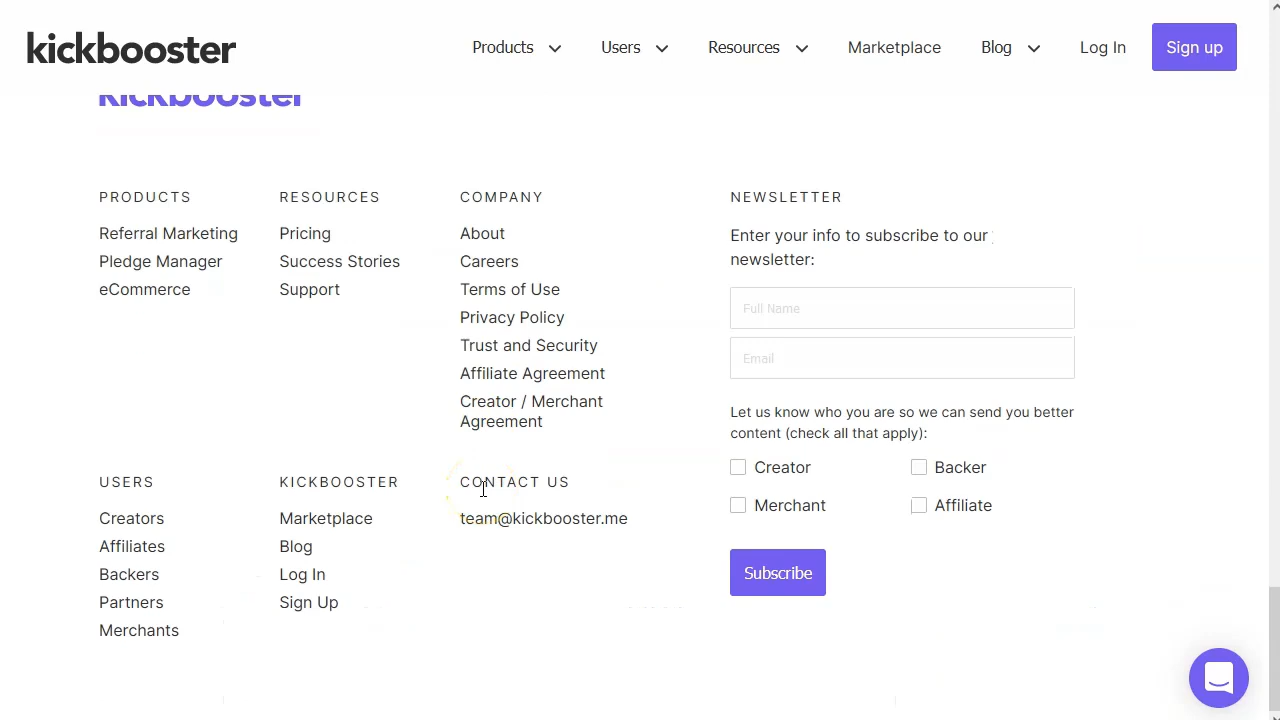 kickbooster
Products
Users
Resources
Marketplace
Blog
Log In
Sign up
kickbooster
PRODUCTS
Referral Marketing
Pledge Manager
eCommerce
RESOURCES
Pricing
Success Stories
Support
COMPANY
About
Careers
Terms of Use
Privacy Policy
Trust and Security
Affiliate Agreement
Creator / Merchant
Agreement
NEWSLETTER
Enter your info to subscribe to our
newsletter:
Full Name
Email
Let us know who you are so we can send you better
content (check all that apply):
Creator
Backer
Merchant
Affiliate
Subscribe
USERS
Creators
Affiliates
Backers
Partners
Merchants
KICKBOOSTER
Marketplace
Blog
Log In
Sign Up
CONTACT US
team@kickbooster.me